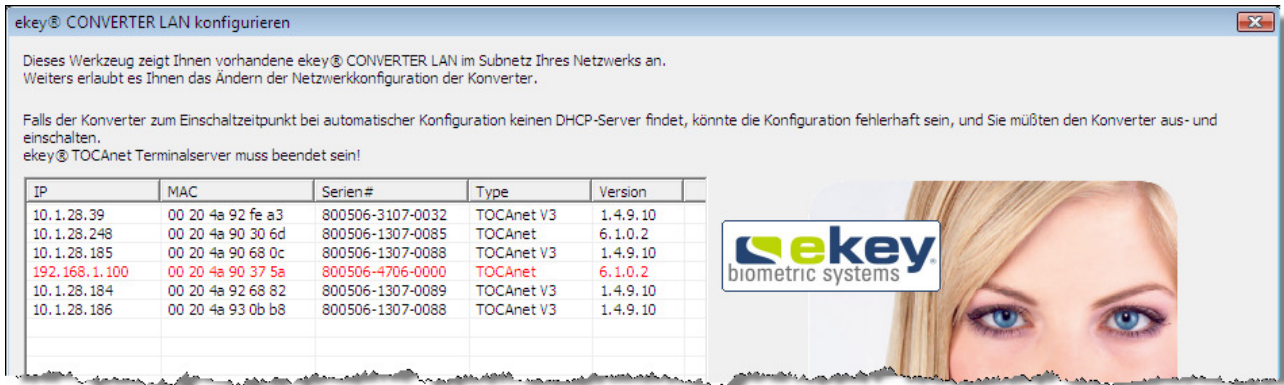 ekey® CONVERTER LAN konfigurieren
Dieses Werkzeug zeigt Ihnen vorhandene ekey® CONVERTER LAN im Subnetz Ihres Netzwerks an.
Weiters erlaubt es Ihnen das Ändern der Netzwerkkonfiguration der Konverter.
Falls der Konverter zum Einschaltzeitpunkt bei automatischer Konfiguration keinen DHCP-Server findet, könnte die Konfiguration fehlerhaft sein, und Sie müßten den Konverter aus- und
einschalten.
ekey® TOCAnet Terminalserver muss beendet sein!
IP MAC Serien# Type Version
10.1.28.39 00 20 4a 92 fe a3 800506-3107-0032 TOCAnet V3 1.4.9.10
10.1.28.248 00 20 4a 90 30 6d 800506-1307-0085 TOCAnet 6.1.0.2
10.1.28.185 00 20 4a 90 68 0c 800506-1307-0088 TOCAnet V3 1.4.9.10
192.168.1.100 00 20 4a 90 37 5a 800506-4706-0000 TOCAnet 6.1.0.2
10.1.28.184 00 20 4a 92 68 82 800506-1307-0089 TOCAnet V3 1.4.9.10
10.1.28.186 00 20 4a 93 0b b8 800506-1307-0088 TOCAnet V3 1.4.9.10
ekey®
biometric systems